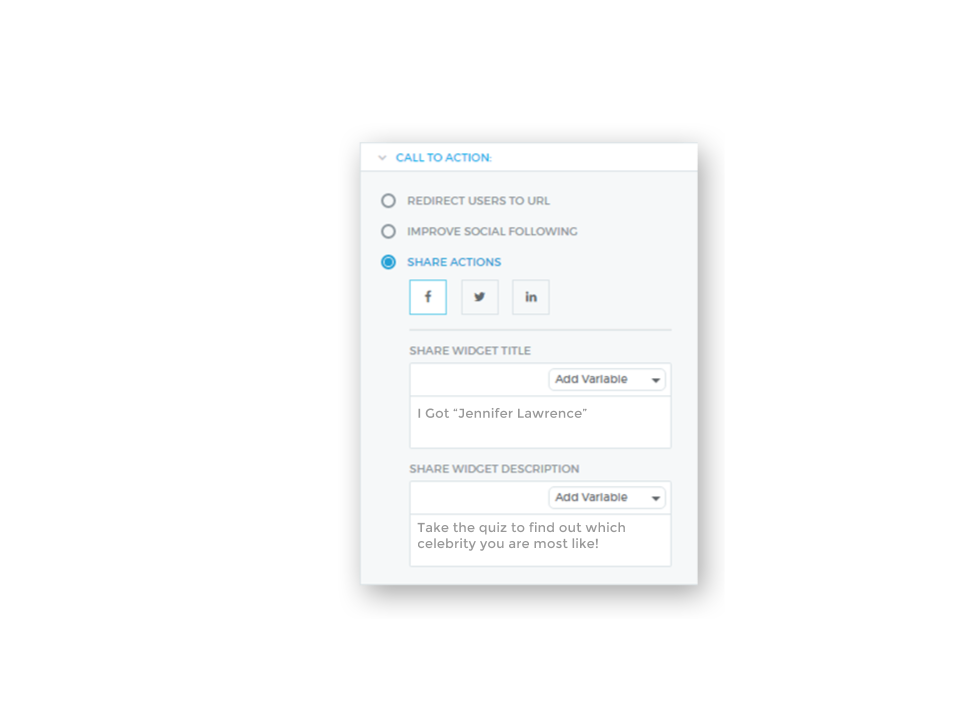 CALL TO ACTION:
REDIRECT USERS TO URL
IMPROVE SOCIAL FOLLOWING
SHARE ACTIONS
SHARE WIDGET TITLE
Add Variable
I Got “Jennifer Lawrence”
SHARE WIDGET DESCRIPTION
Add Variable
Take the quiz to find out which
celebrity you are most like!